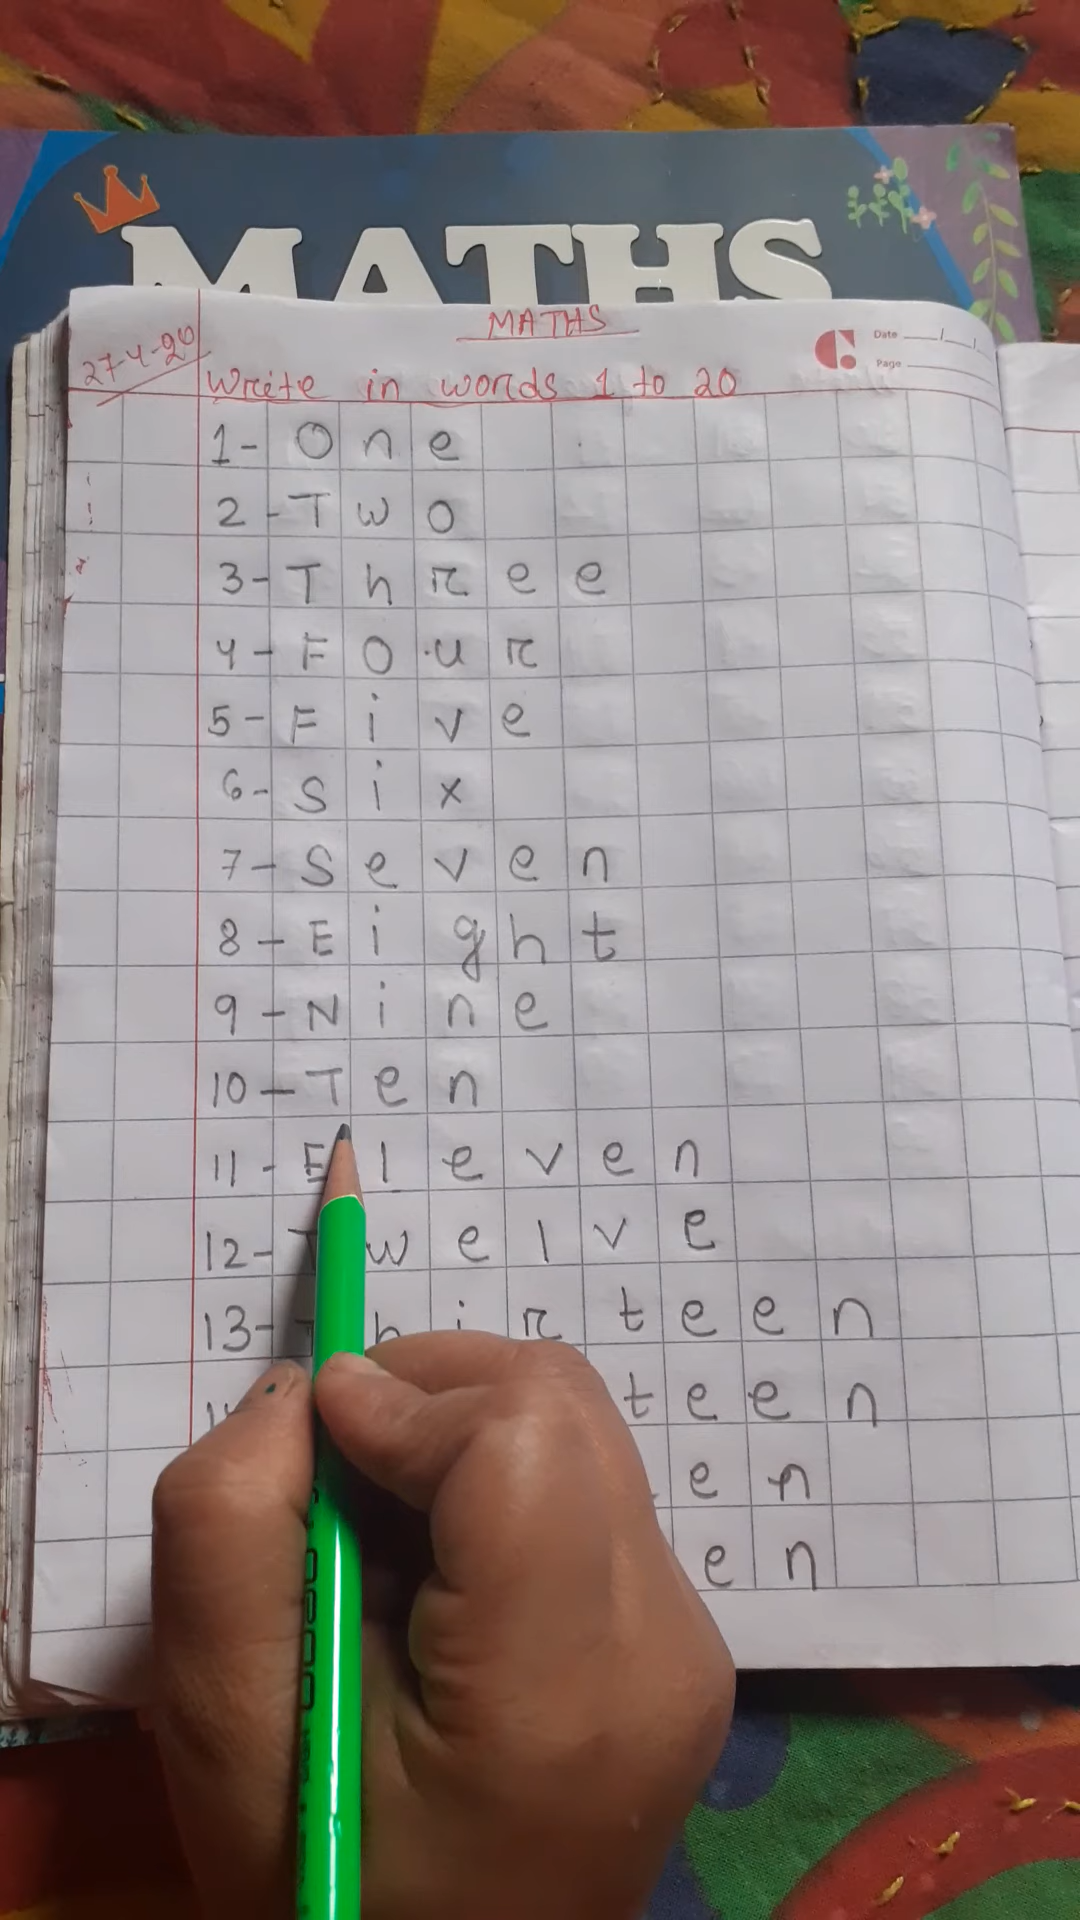 MATHS
MATHS
Date
Page
27-4-20
Write in words 1 to 20
1- One
2-Two
3-Three
4-Four
5-Five
6-Six
7-Seven
8-Eight
9-Nine
10-Ten
11-Eleven
12-Twelve
13-Thirteen
teen
en
en